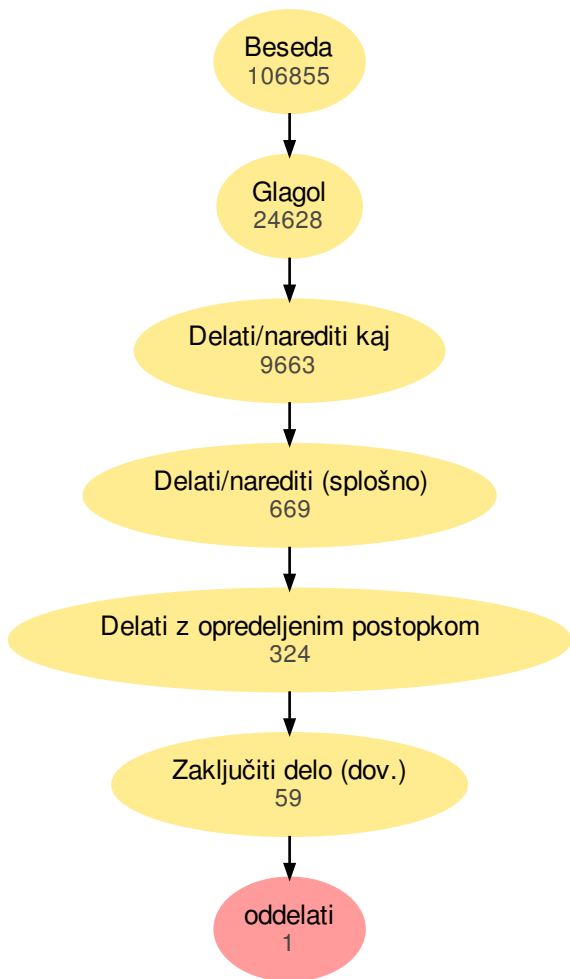 Beseda
106855
Glagol
24628
Delati/narediti kaj
9663
Delati/narediti (splošno)
669
Delati z opredeljenim postopkom
324
Zaključiti delo (dov.)
59
oddelati
1